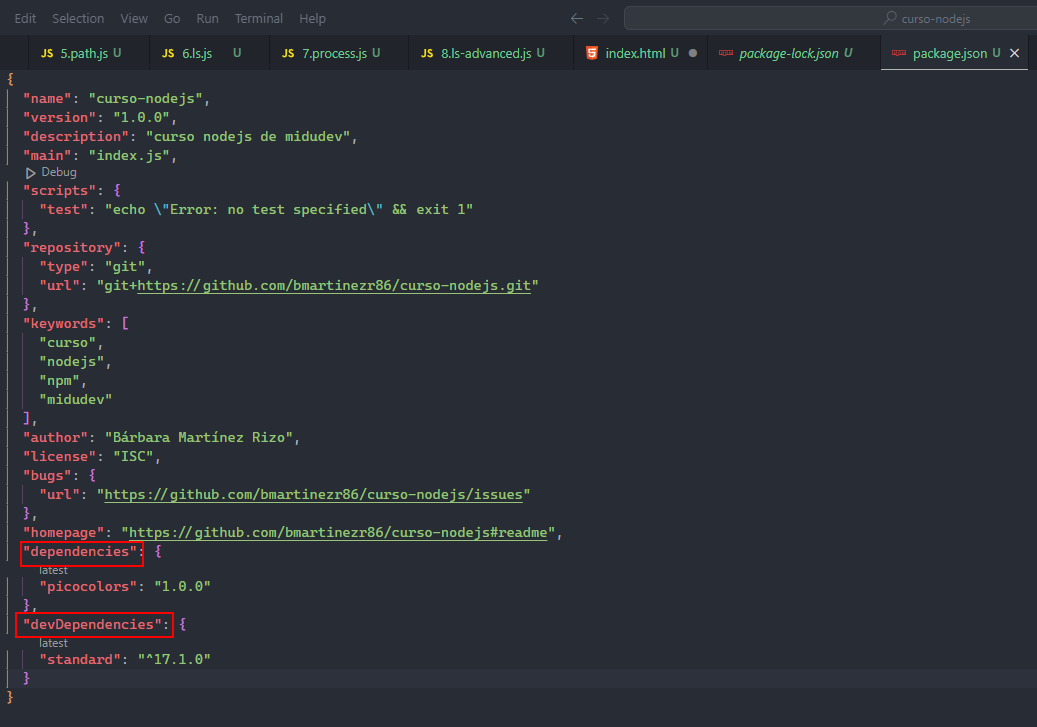 Edit Selection View Go Run Terminal Help ← → curso-nodejs
JS 5.path.js U JS 6.ls.js U JS 7.process.js U JS 8.ls-advanced.js U index.html U package-lock.json U package.json U
{
"name": "curso-nodejs",
"version": "1.0.0",
"description": "curso nodejs de midudev",
"main": "index.js",
Debug
"scripts": {
"test": "echo \"Error: no test specified\" && exit 1"
},
"repository": {
"type": "git",
"url": "git+https://github.com/bmartinezr86/curso-nodejs.git"
},
"keywords": [
"curso",
"nodejs",
"npm",
"midudev"
],
"author": "Bárbara Martínez Rizo",
"license": "ISC",
"bugs": {
"url": "https://github.com/bmartinezr86/curso-nodejs/issues"
},
"homepage": "https://github.com/bmartinezr86/curso-nodejs#readme",
"dependencies": {
latest
"picocolors": "1.0.0"
},
"devDependencies": {
latest
"standard": "^17.1.0"
}
}